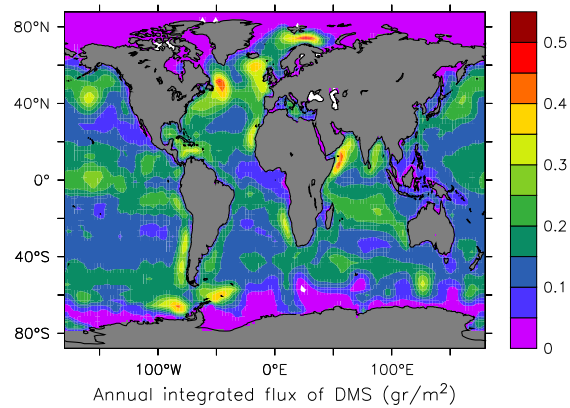 80°N
40°N
0°
40°S
80°S
100°W
0°E
100°E
0.5
0.4
0.3
0.2
0.1
0
Annual integrated flux of DMS (gr/m²)